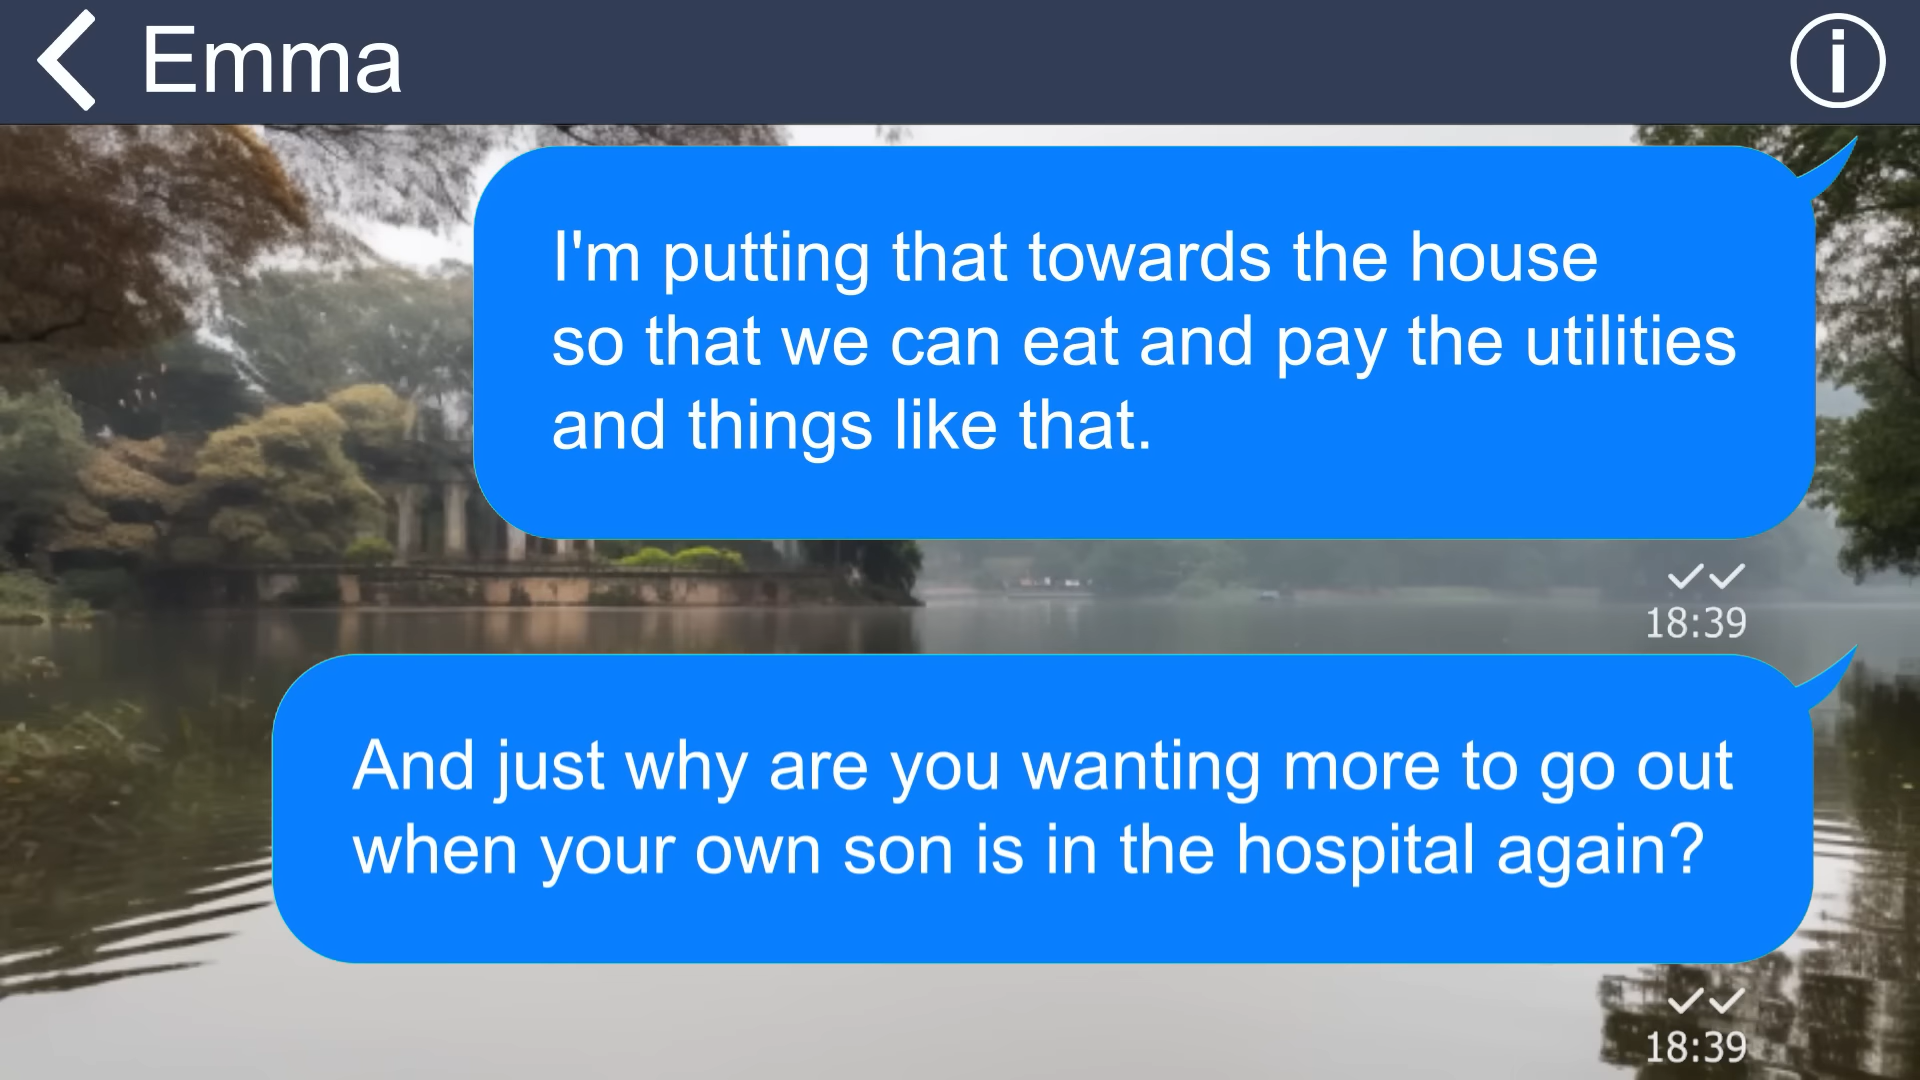 Emma
I'm putting that towards the house
so that we can eat and pay the utilities
and things like that.
18:39
And just why are you wanting more to go out
when your own son is in the hospital again?
18:39